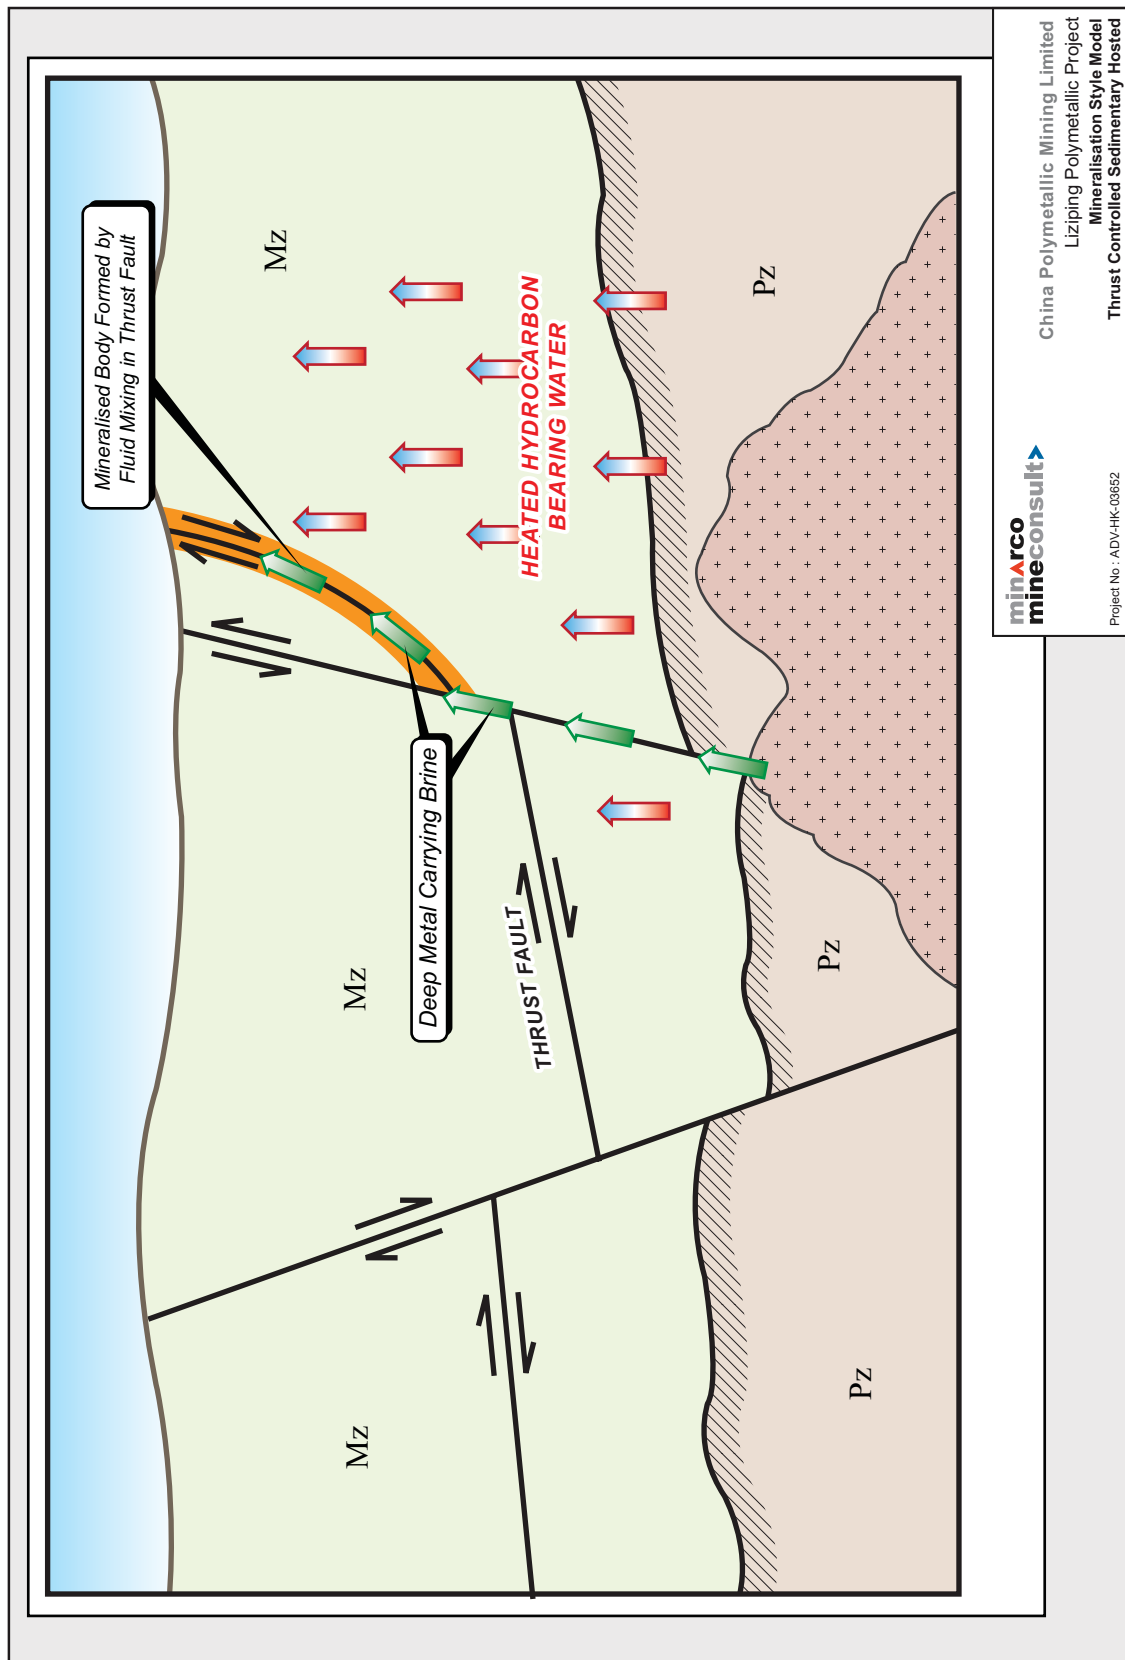 Mineralised Body Formed by
Fluid Mixing in Thrust Fault
Mz
Mz
Mz
Deep Metal Carrying Brine
HEATED HYDROCARBON
BEARING WATER
THRUST FAULT
Pz
Pz
Pz
minarco
mineconsult
Project No : ADV-HK-03652
China Polymetallic Mining Limited
Liziping Polymetallic Project
Mineralisation Style Model
Thrust Controlled Sedimentary Hosted